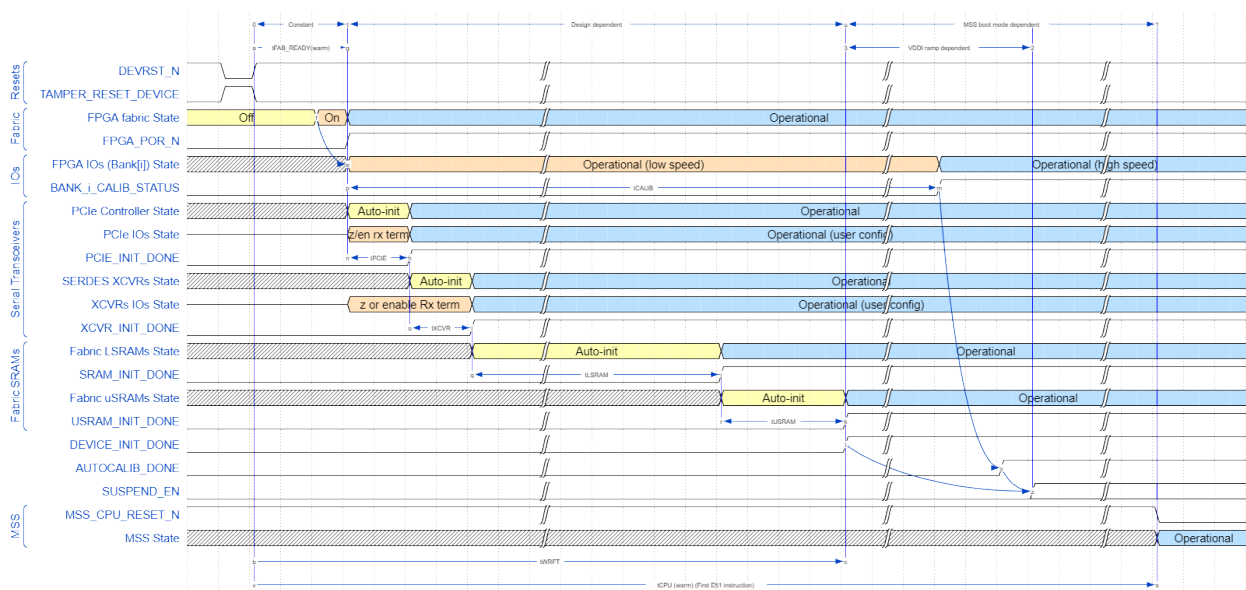 0 Constant 1 Design dependent MSS boot mode dependent
a tFAB_READY(warm) VDDI ramp dependent
Resets
DEVRST_N
TAMPER_RESET_DEVICE
Fabric
FPGA fabric State Off On Operational
FPGA_POR_N
IOs
FPGA IOs (Bank[i]) State Operational (low speed) Operational (high speed)
BANK_i_CALIB_STATUS p tCALIB m
Serial Transceivers
PCIe Controller State Auto-init Operational
PCIe IOs State z/en rx term Operational (user config)
PCIE_INIT_DONE n tPCIE
SERDES XCVRs State Auto-init Operational
XCVRs IOs State z or enable Rx term Operational (user config)
XCVR_INIT_DONE tXCVR
Fabric SRAMs
Fabric LSRAMs State Auto-init Operational
SRAM_INIT_DONE q tLSRAM
Fabric uSRAMs State Auto-init Operational
USRAM_INIT_DONE tUSRAM
DEVICE_INIT_DONE
AUTOCALIB_DONE
SUSPEND_EN
MSS
MSS_CPU_RESET_N
MSS State Operational
b tWRFT c
v tCPU (warm) (First E51 instruction)